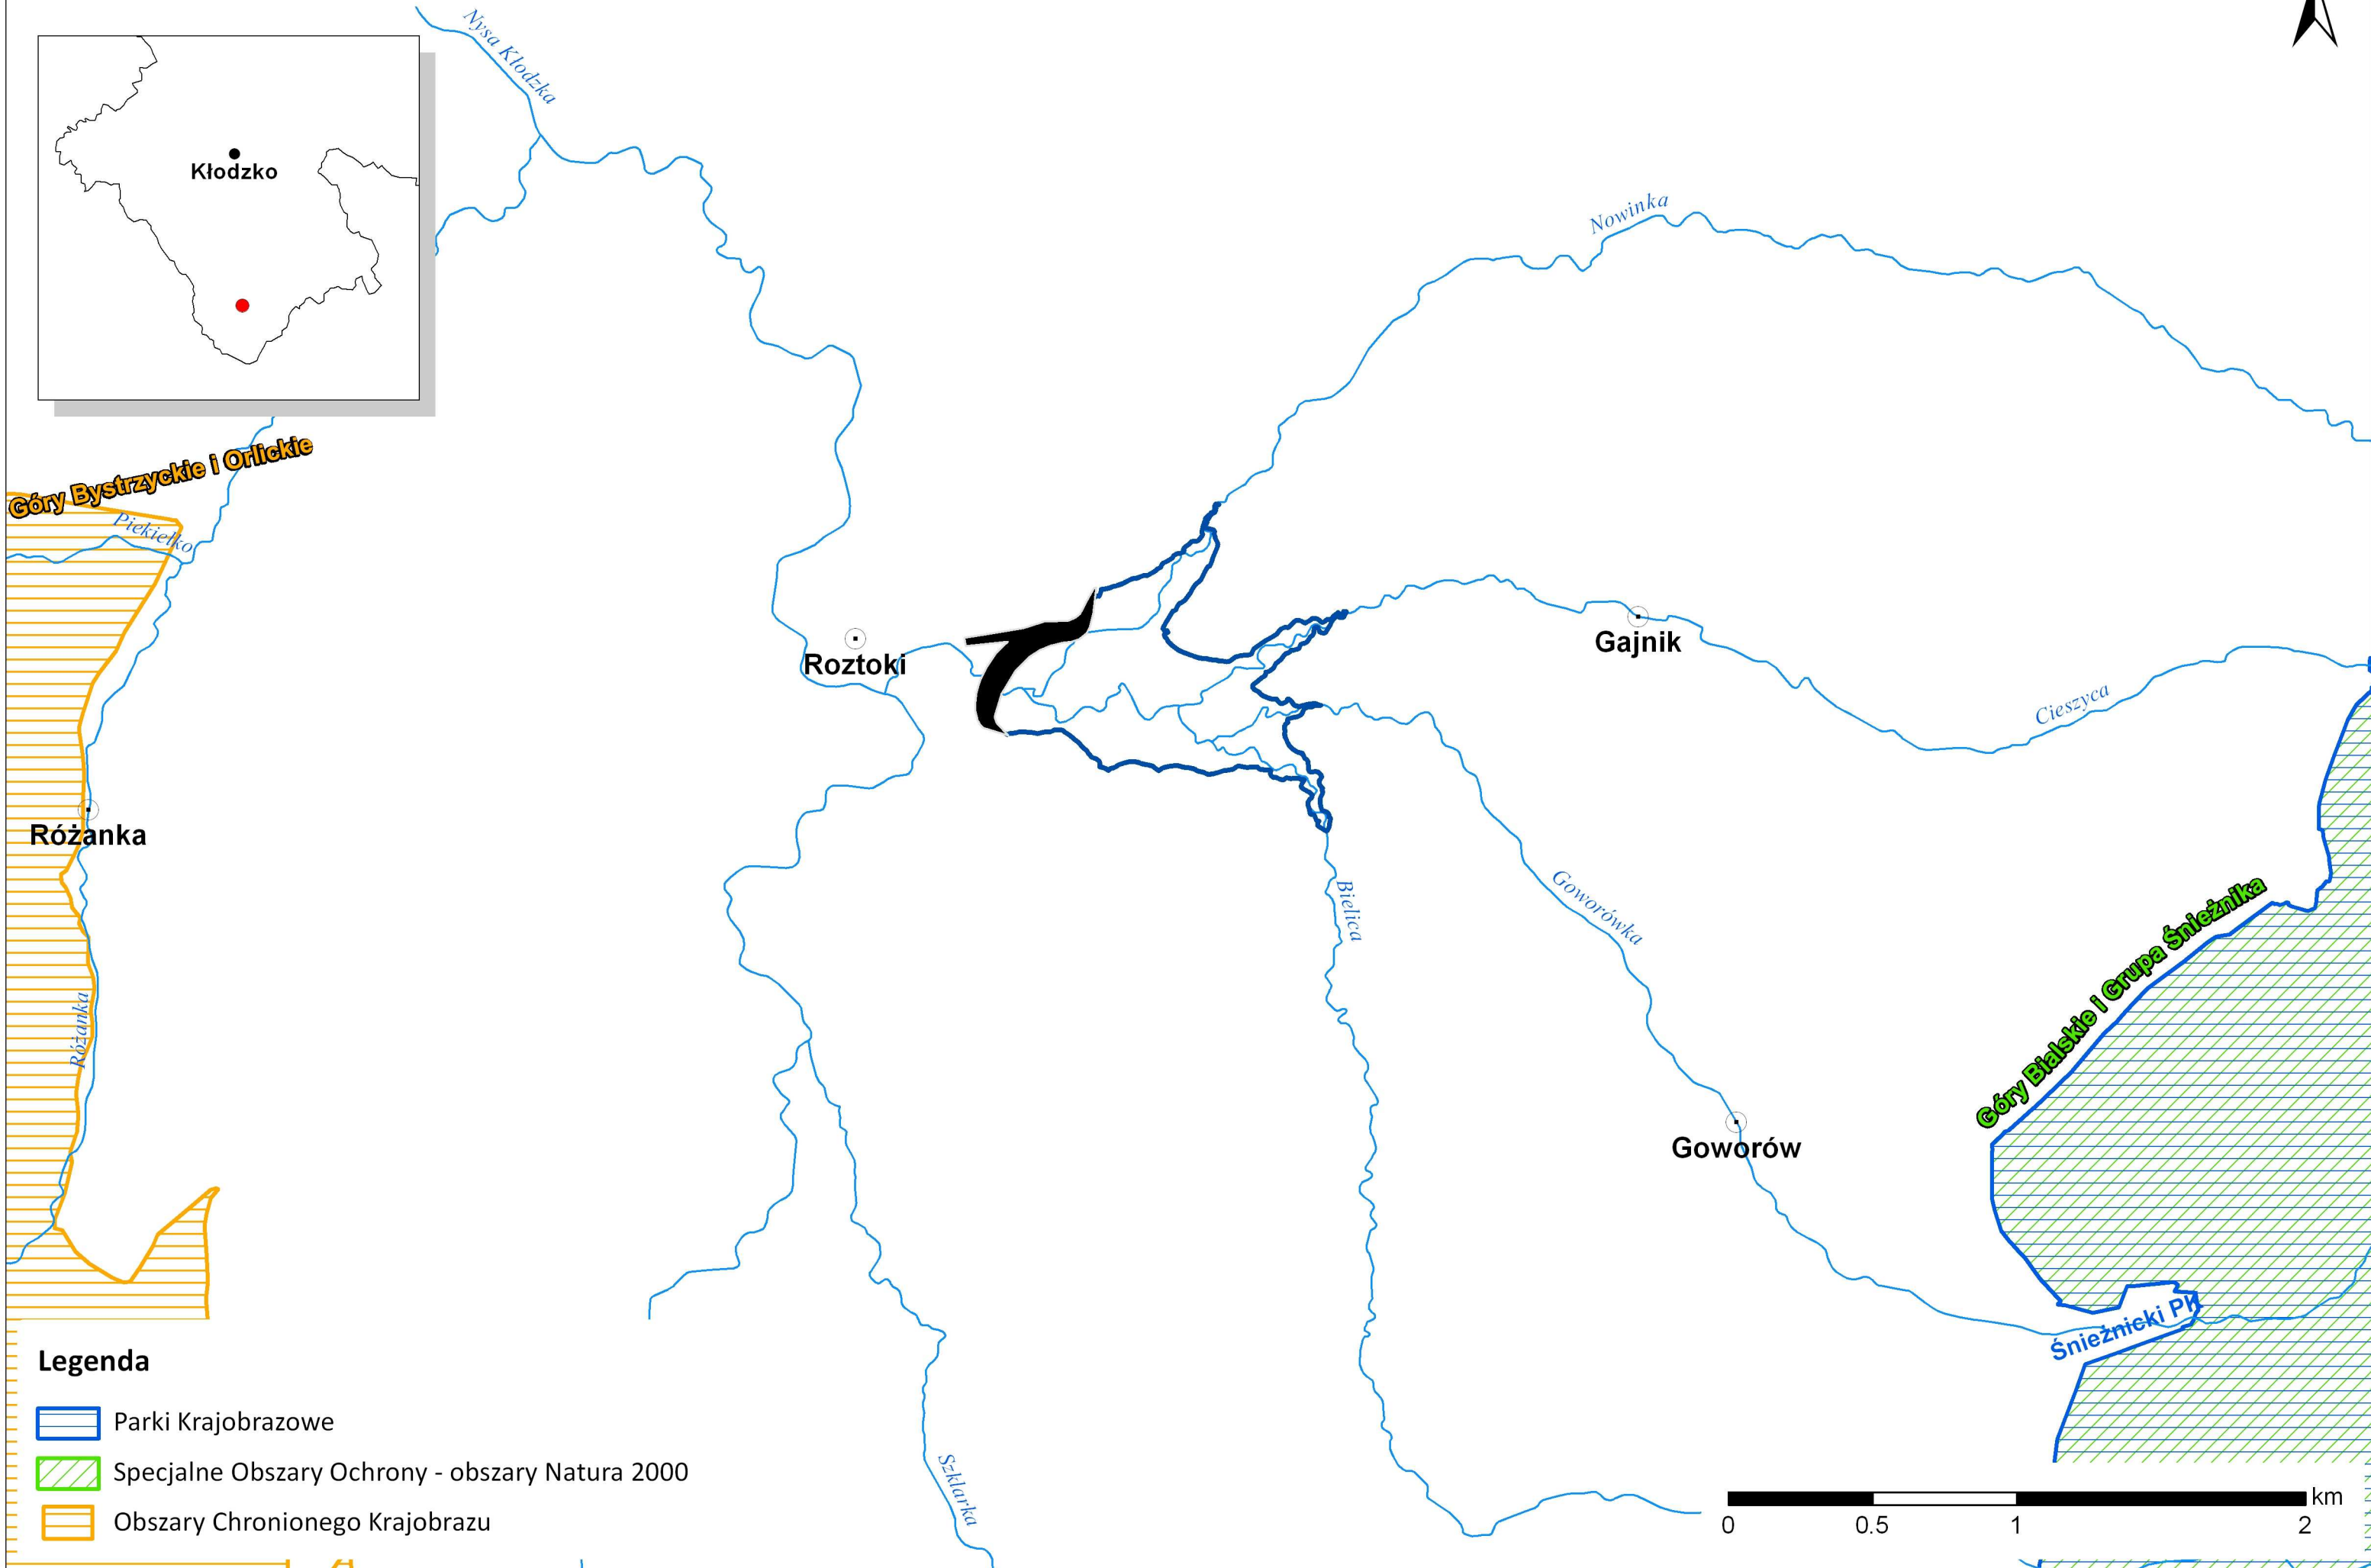 Nysa Kłodzka
Kłodzko
Nowinka
Góry Bystrzyckie i Orlickie
Piekiełko
Roztoki
Gajnik
Cieszyca
Różanka
Bielica
Goworówka
Góry Bialskie i Grupa Śnieżnika
Różanka
Goworów
Śnieżnicki PK
Legenda
Parki Krajobrazowe
Specjalne Obszary Ochrony - obszary Natura 2000
Obszary Chronionego Krajobrazu
Szklarka
km
0 0.5 1 2